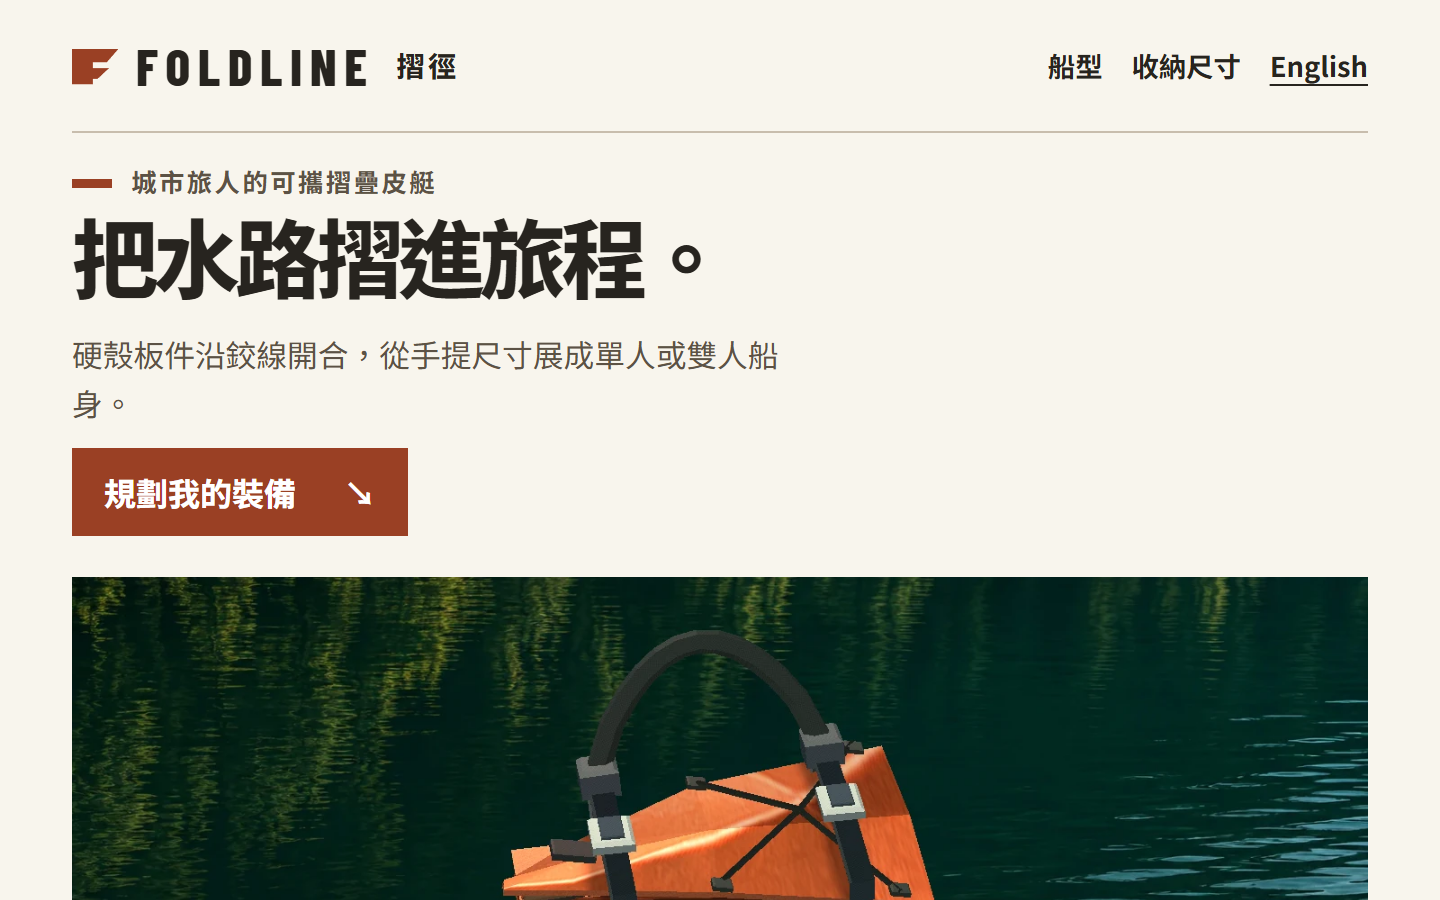 FOLDLINE 摺徑
船型 收納尺寸 English
城市旅人的可攜摺疊皮艇
把水路摺進旅程。
硬殼板件沿鉸線開合，從手提尺寸展成單人或雙人船
身。
規劃我的裝備 ↘